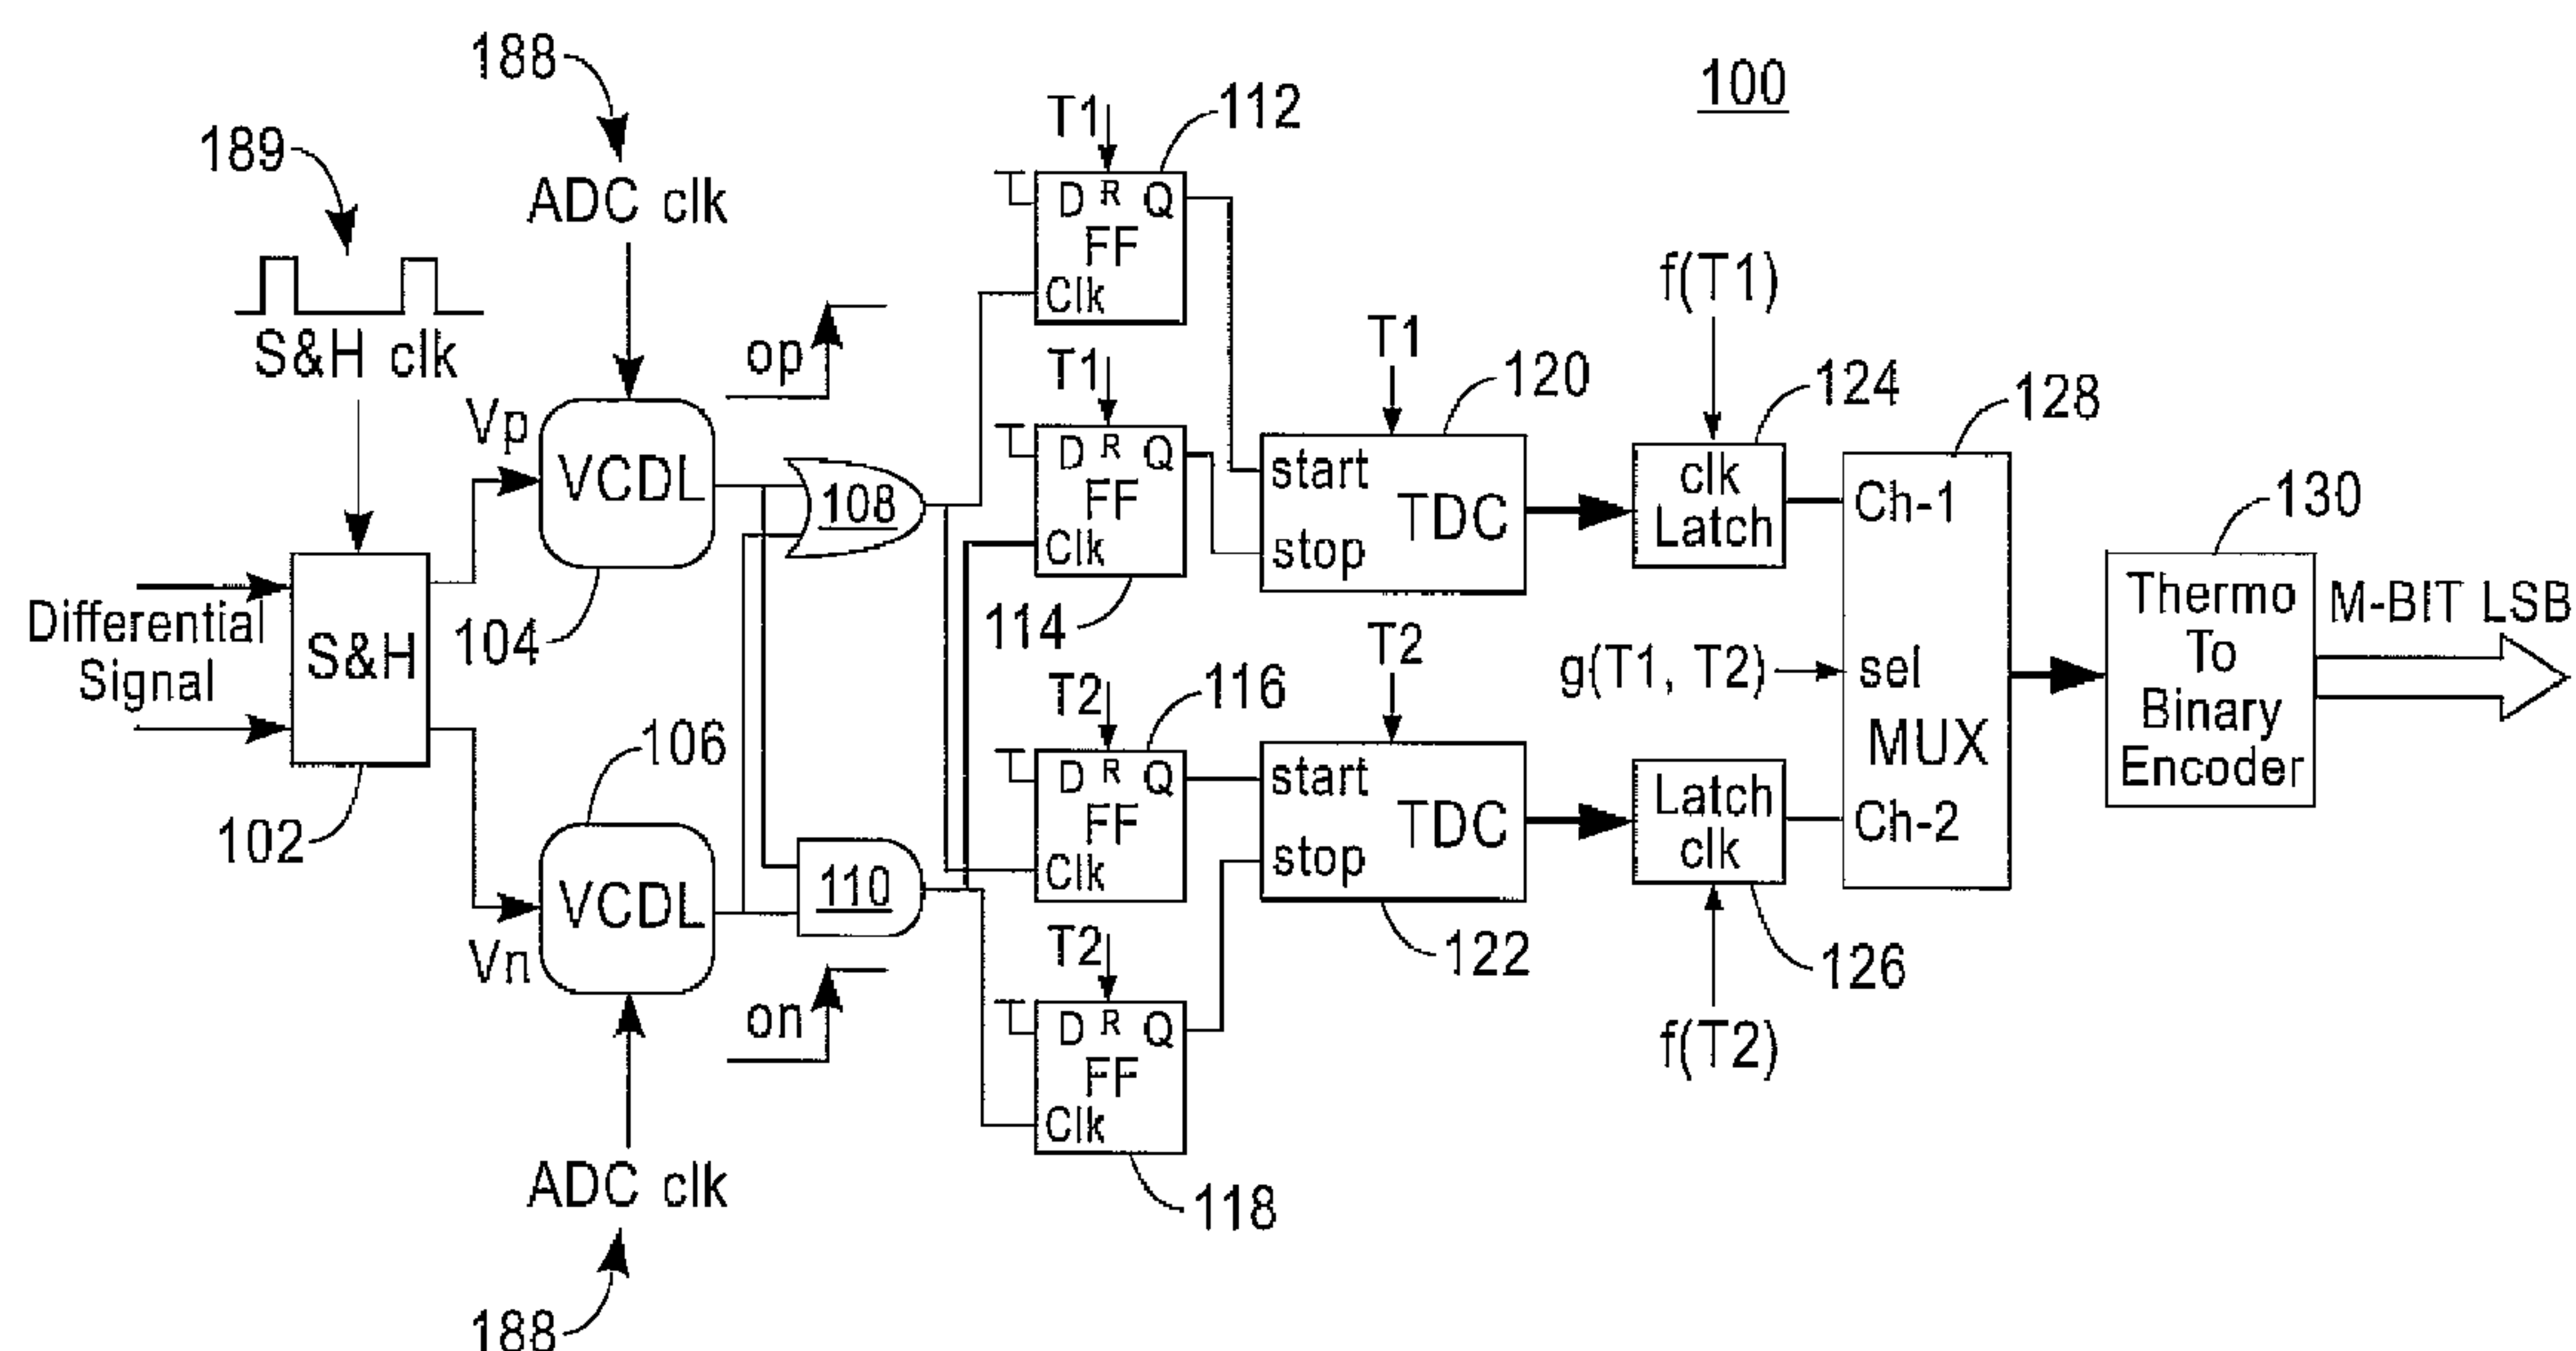 100
188
189
ADC clk
S&H clk
Differential
Signal
S&H
102
Vp
VCDL
104
op
106
VCDL
Vn
on
ADC clk
188
108
110
T1
112
D R Q
FF
Clk
T1
D R Q
FF
Clk
114
T2
116
D R Q
FF
Clk
T2
D R Q
FF
Clk
118
T1
120
start
TDC
stop
T2
start
TDC
stop
122
f(T1)
124
clk
Latch
Latch
clk
126
f(T2)
128
Ch-1
g(T1, T2)
sel
MUX
Ch-2
130
Thermo
To
Binary
Encoder
M-BIT LSB